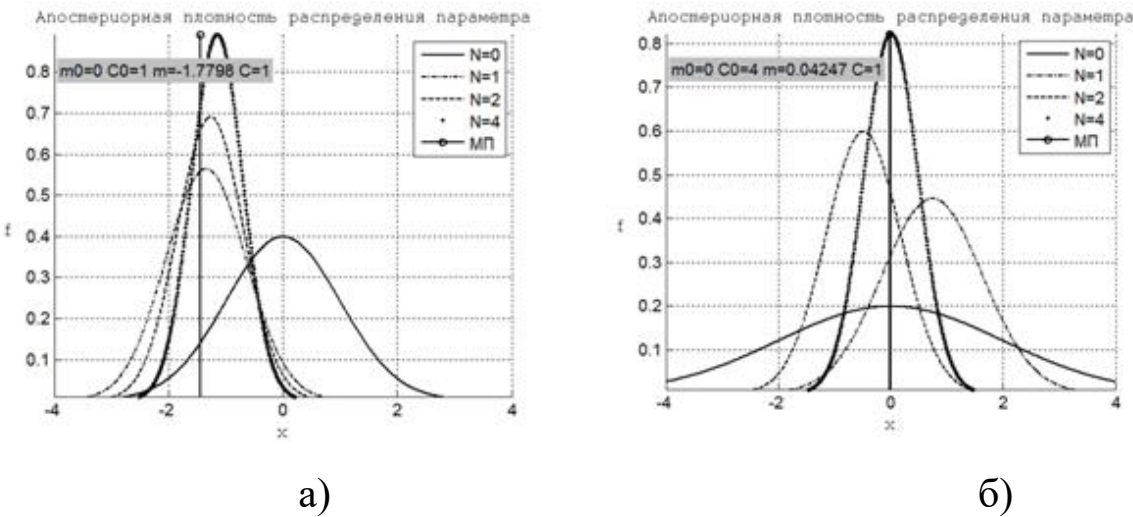 Апостериорная плотность распределения параметра
m0=0 C0=1 m=-1.7798 C=1
N=0
N=1
N=2
N=4
МП
0.8
0.7
0.6
0.5
0.4
0.3
0.2
0.1
f
-4 -2 0 2 4
x
а)
Апостериорная плотность распределения параметра
m0=0 C0=4 m=0.04247 C=1
N=0
N=1
N=2
N=4
МП
0.8
0.7
0.6
0.5
0.4
0.3
0.2
0.1
f
-4 -2 0 2 4
x
б)